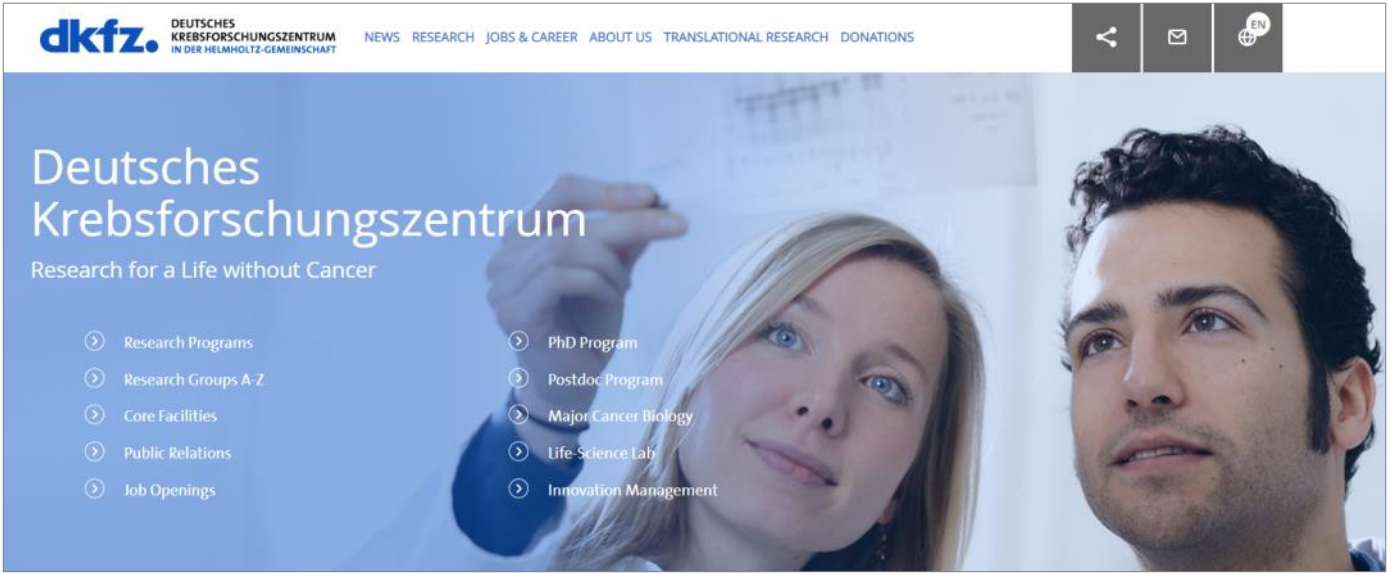 dkfz.
DEUTSCHES
KREBSFORSCHUNGSZENTRUM
IN DER HELMHOLTZ-GEMEINSCHAFT
NEWS RESEARCH JOBS & CAREER ABOUT US TRANSLATIONAL RESEARCH DONATIONS
EN
Deutsches
Krebsforschungszentrum
Research for a Life without Cancer
Research Programs
Research Groups A-Z
Core Facilities
Public Relations
Job Openings
PhD Program
Postdoc Program
Major Cancer Biology
Life-Science Lab
Innovation Management